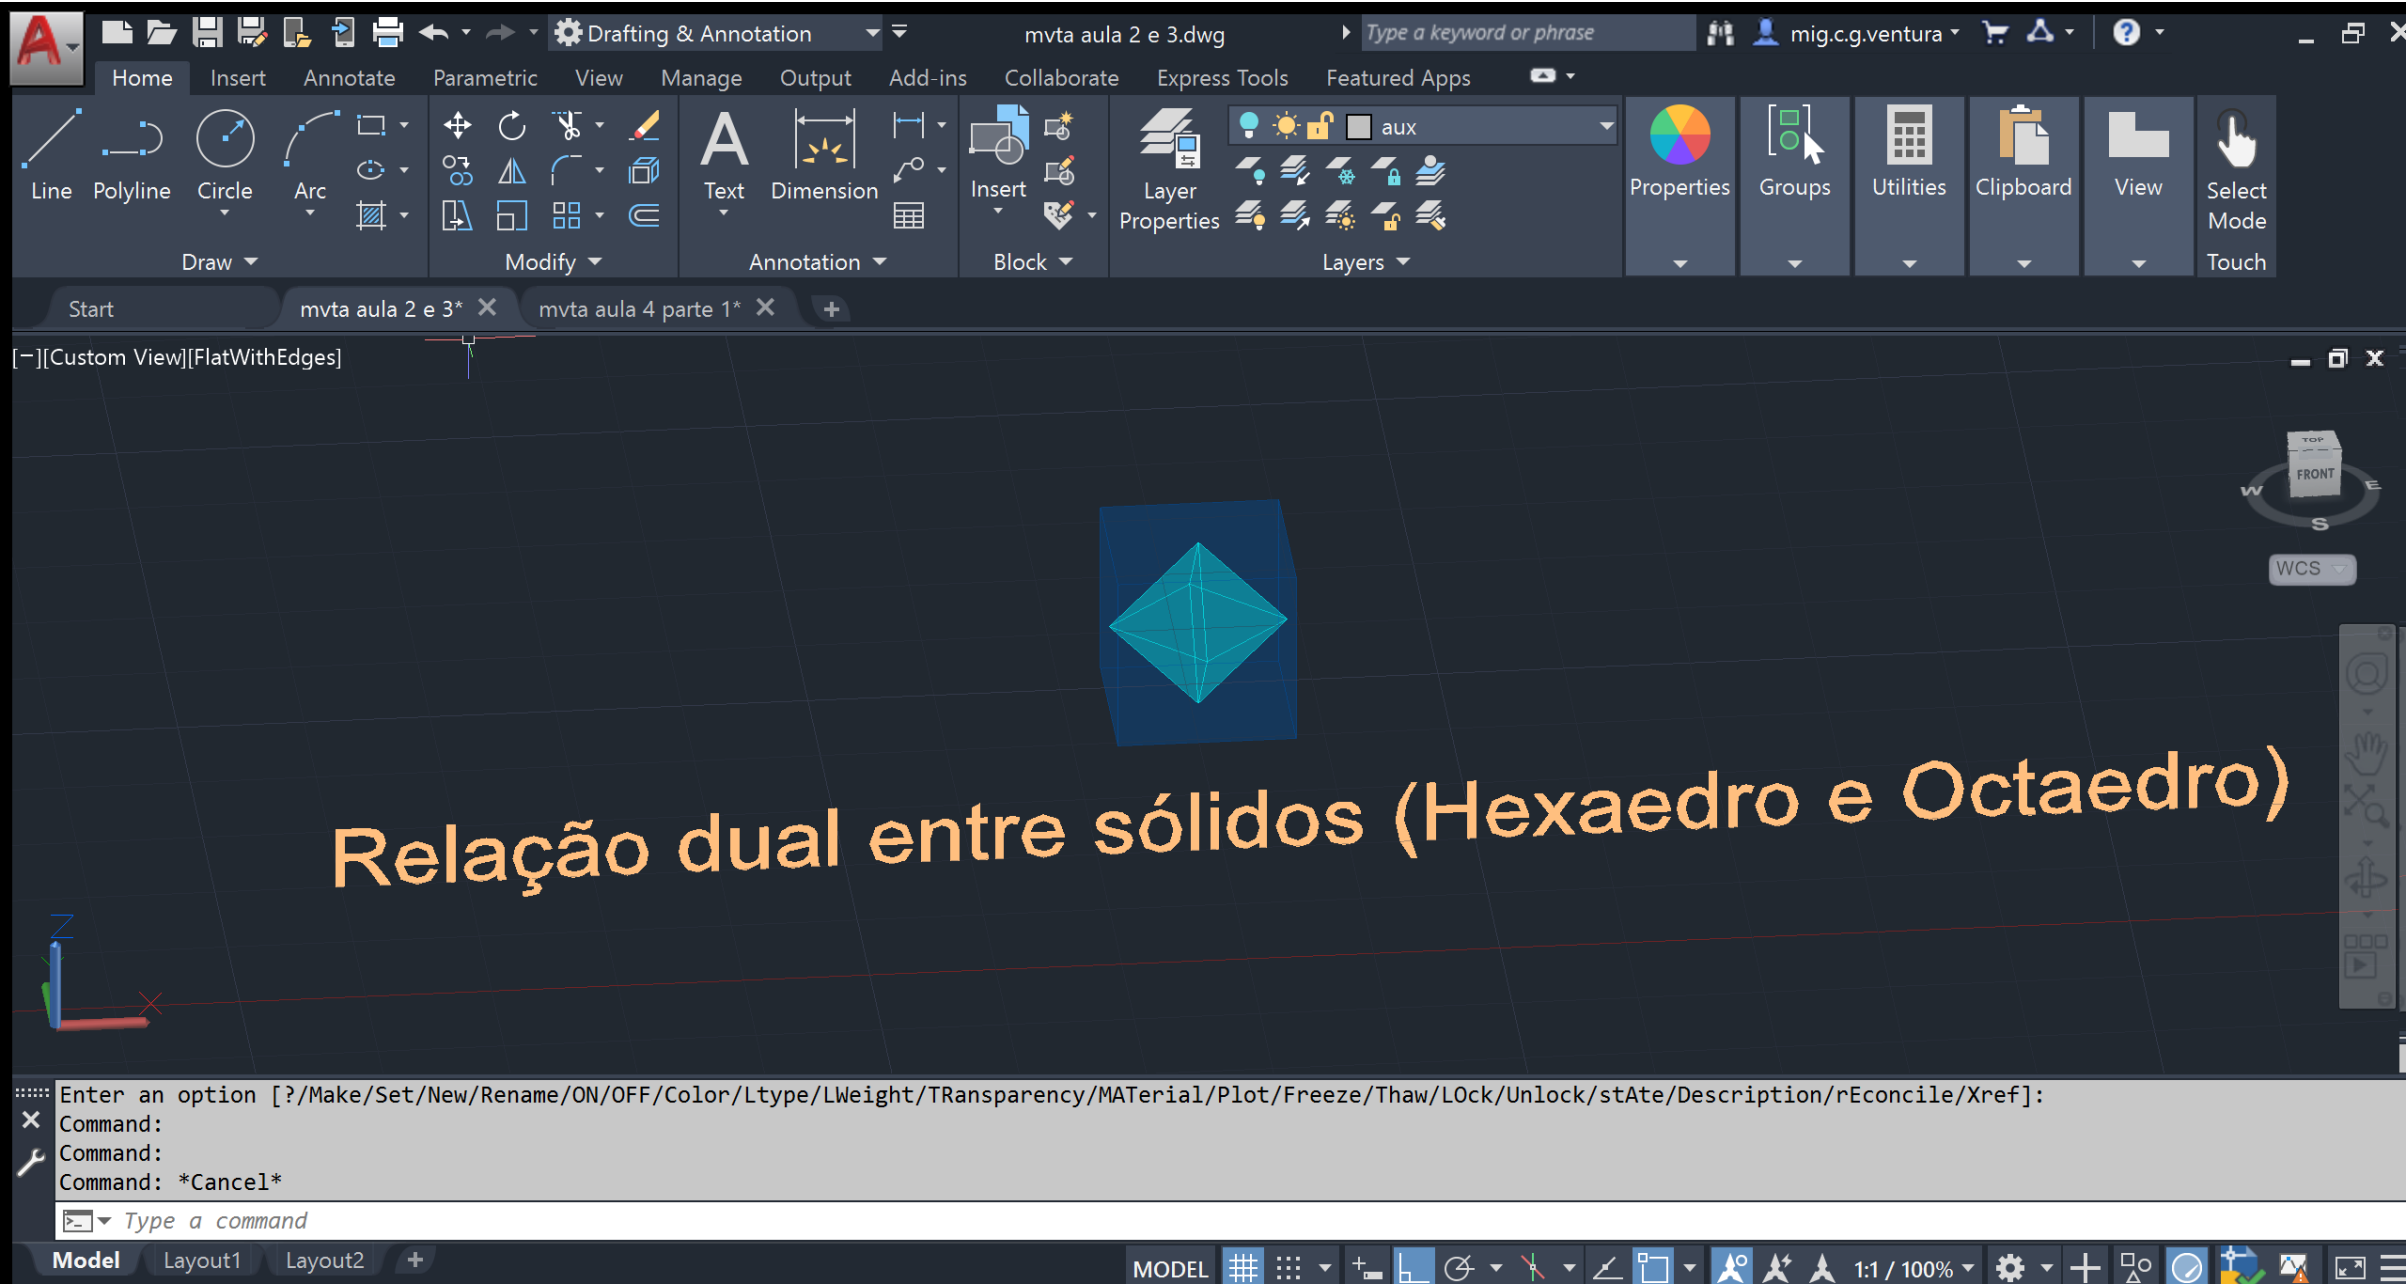 Drafting & Annotation
mvta aula 2 e 3.dwg
Type a keyword or phrase
mig.c.g.ventura
Home Insert Annotate Parametric View Manage Output Add-ins Collaborate Express Tools Featured Apps
aux
Line Polyline Circle Arc
Text Dimension
Insert
Layer Properties
Properties Groups Utilities Clipboard View
Select Mode
Draw Modify Annotation Block Layers Touch
Start mvta aula 2 e 3* mvta aula 4 parte 1*
[−][Custom View][FlatWithEdges]
TOP
FRONT
W E
S
WCS
Relação dual entre sólidos (Hexaedro e Octaedro)
Z
X
Enter an option [?/Make/Set/New/Rename/ON/OFF/Color/Ltype/LWeight/TRansparency/MATerial/Plot/Freeze/Thaw/LOck/Unlock/stAte/Description/rEconcile/Xref]:
Command:
Command:
Command: *Cancel*
Type a command
Model Layout1 Layout2
MODEL 1:1 / 100%